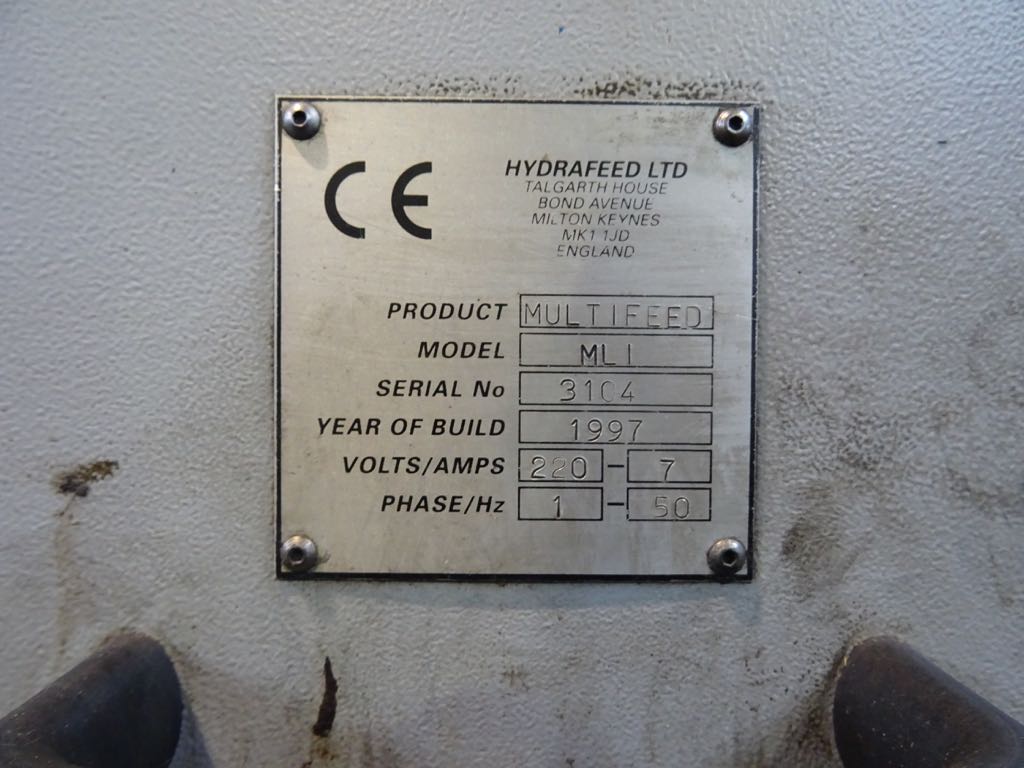 CE
HYDRAFEED LTD
TALGARTH HOUSE
BOND AVENUE
MILTON KEYNES
MK1 1JD
ENGLAND
PRODUCT MULTIFEED
MODEL ML1
SERIAL No 3104
YEAR OF BUILD 1997
VOLTS/AMPS 220 - 7
PHASE/Hz 1 - 50